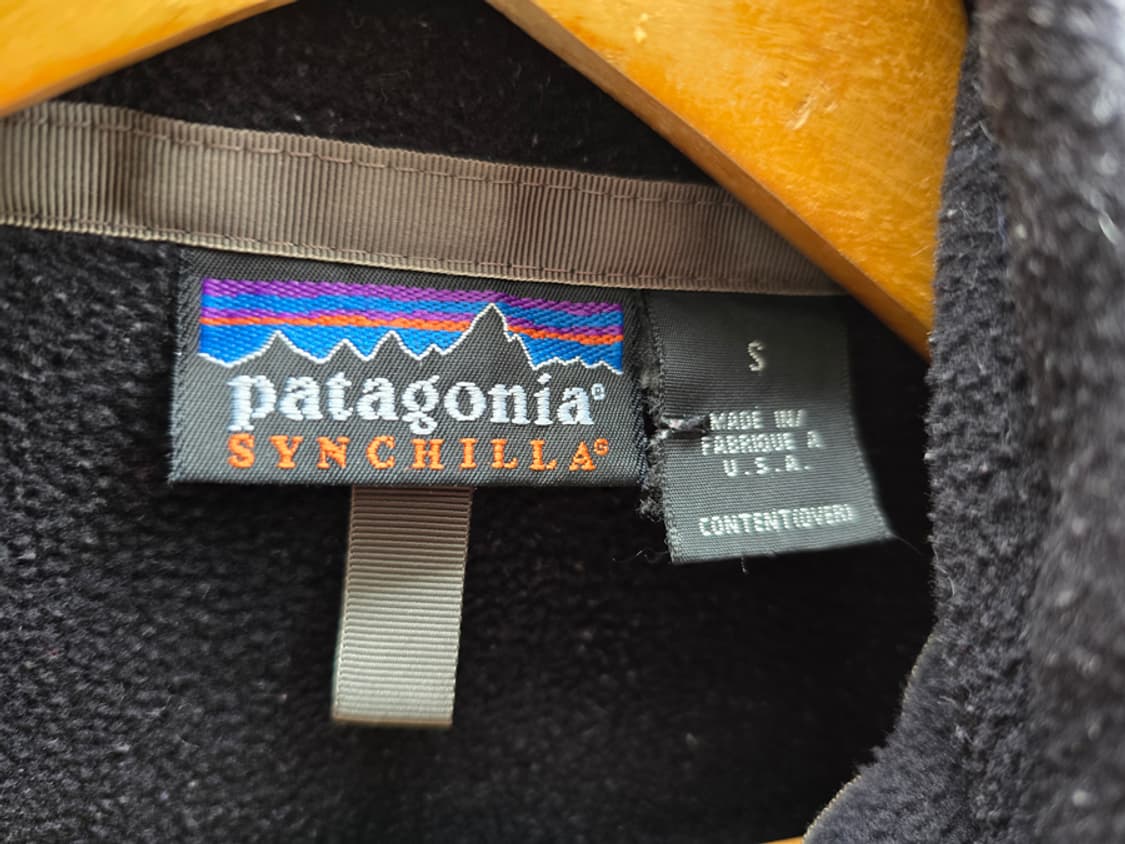 patagonia®
SYNCHILLA®
S
MADE IN/
FABRIQUE A
U.S.A.
CONTENT(OVER)